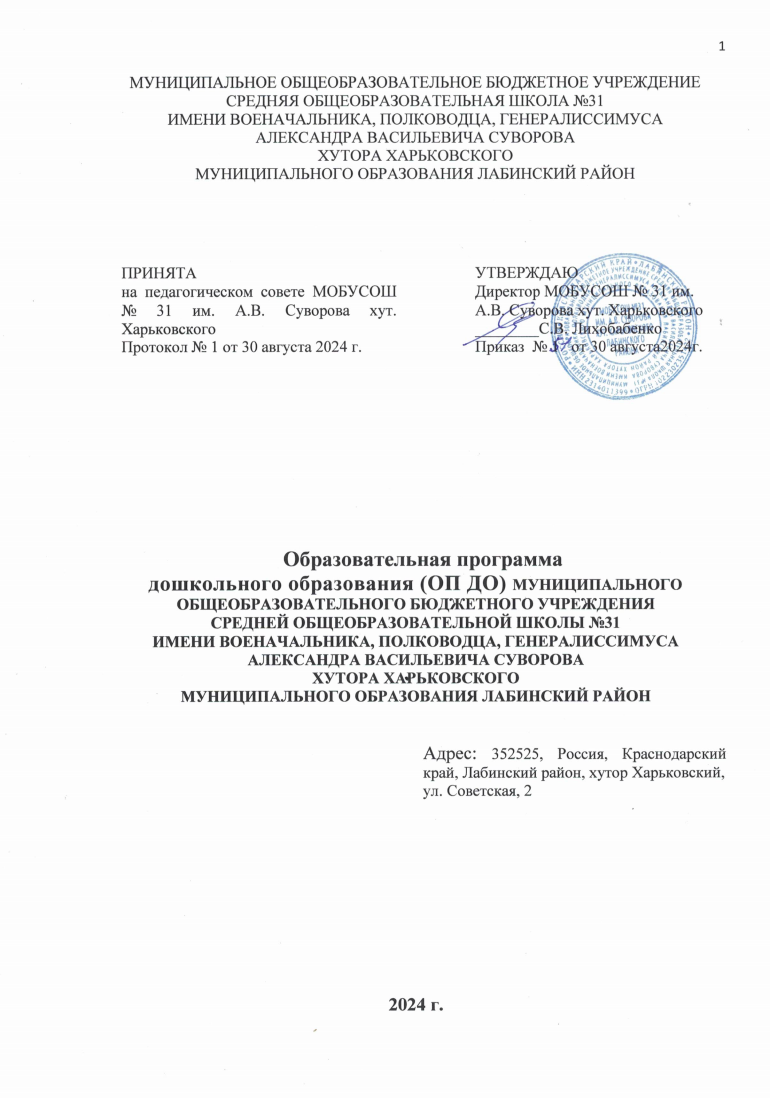 1
МУНИЦИПАЛЬНОЕ ОБЩЕОБРАЗОВАТЕЛЬНОЕ БЮДЖЕТНОЕ УЧРЕЖДЕНИЕ
СРЕДНЯЯ ОБЩЕОБРАЗОВАТЕЛЬНАЯ ШКОЛА №31
ИМЕНИ ВОЕНАЧАЛЬНИКА, ПОЛКОВОДЦА, ГЕНЕРАЛИССИМУСА
АЛЕКСАНДРА ВАСИЛЬЕВИЧА СУВОРОВА
ХУТОРА ХАРЬКОВСКОГО
МУНИЦИПАЛЬНОГО ОБРАЗОВАНИЯ ЛАБИНСКИЙ РАЙОН
ПРИНЯТА
на педагогическом совете МОБУСОШ
№ 31 им. А.В. Суворова хут.
Харьковского
Протокол № 1 от 30 августа 2024 г.
УТВЕРЖДАЮ
Директор МОБУСОШ № 31 им.
А.В. Суворова хут. Харьковского
С.В. Лихобабенко
Приказ № от 30 августа2024г.
Образовательная программа
дошкольного образования (ОП ДО) МУНИЦИПАЛЬНОГО
ОБЩЕОБРАЗОВАТЕЛЬНОГО БЮДЖЕТНОГО УЧРЕЖДЕНИЯ
СРЕДНЕЙ ОБЩЕОБРАЗОВАТЕЛЬНОЙ ШКОЛЫ №31
ИМЕНИ ВОЕНАЧАЛЬНИКА, ПОЛКОВОДЦА, ГЕНЕРАЛИССИМУСА
АЛЕКСАНДРА ВАСИЛЬЕВИЧА СУВОРОВА
ХУТОРА ХАРЬКОВСКОГО
МУНИЦИПАЛЬНОГО ОБРАЗОВАНИЯ ЛАБИНСКИЙ РАЙОН
Адрес: 352525, Россия, Краснодарский
край, Лабинский район, хутор Харьковский,
ул. Советская, 2
2024 г.